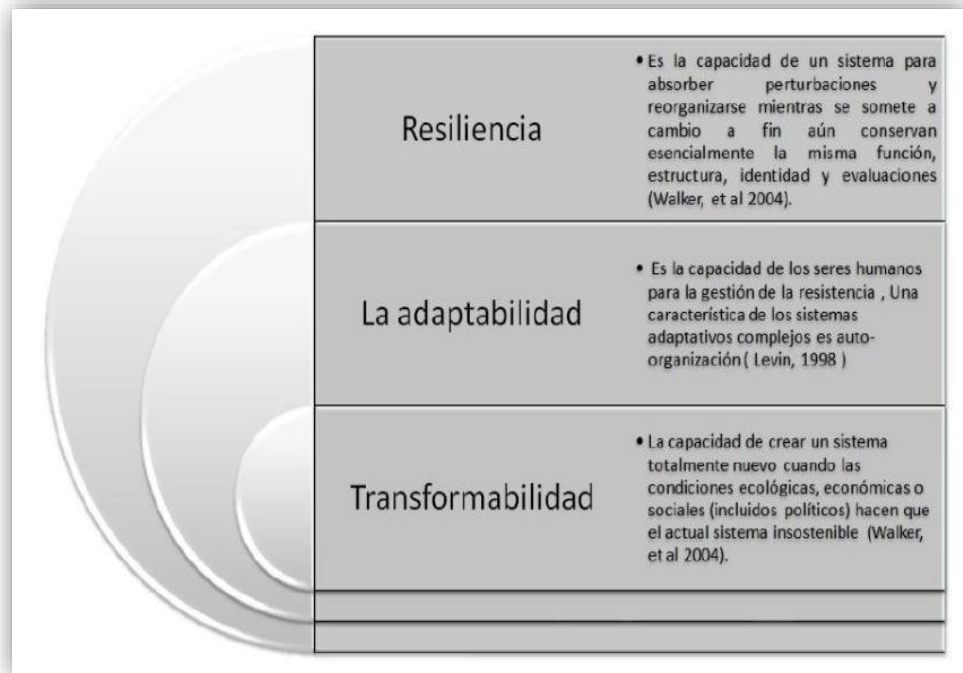 Resiliencia
• Es la capacidad de un sistema para
absorber perturbaciones y
reorganizarse mientras se somete a
cambio a fin aún conservan
esencialmente la misma función,
estructura, identidad y evaluaciones
(Walker, et al 2004).
La adaptabilidad
• Es la capacidad de los seres humanos
para la gestión de la resistencia , Una
característica de los sistemas
adaptativos complejos es auto-
organización ( Levin, 1998 )
Transformabilidad
• La capacidad de crear un sistema
totalmente nuevo cuando las
condiciones ecológicas, económicas o
sociales (incluidos políticos) hacen que
el actual sistema insostenible (Walker,
et al 2004).